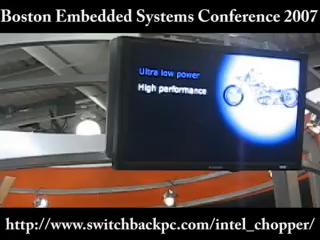 Boston Embedded Systems Conference 2007
Ultra low power
High performance
http://www.switchbackpc.com/intel_chopper/